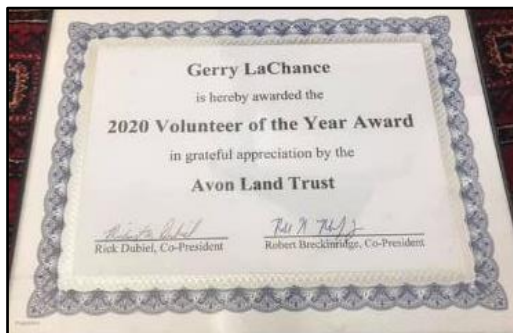 Gerry LaChance
is hereby awarded the
2020 Volunteer of the Year Award
in grateful appreciation by the
Avon Land Trust
Rick Dubiel, Co-President
Robert Breckinridge, Co-President